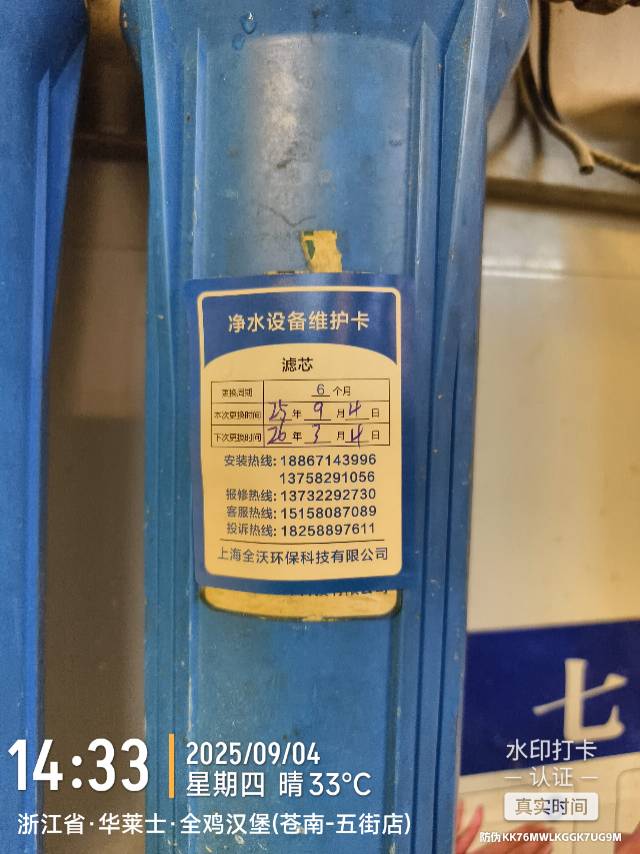 净水设备维护卡
滤芯
更换周期 6 个月
本次更换时间 25 年 9 月 4 日
下次更换时间 26 年 3 月 4 日
安装热线: 18867143996
13758291056
报修热线: 13732292730
客服热线: 15158087089
投诉热线: 18258897611
上海全沃环保科技有限公司
七
14:33
2025/09/04
星期四 晴 33℃
浙江省·华莱士·全鸡汉堡(苍南-五街店)
水印打卡
认证
真实时间
防伪KK76MWLKGGK7UG9M